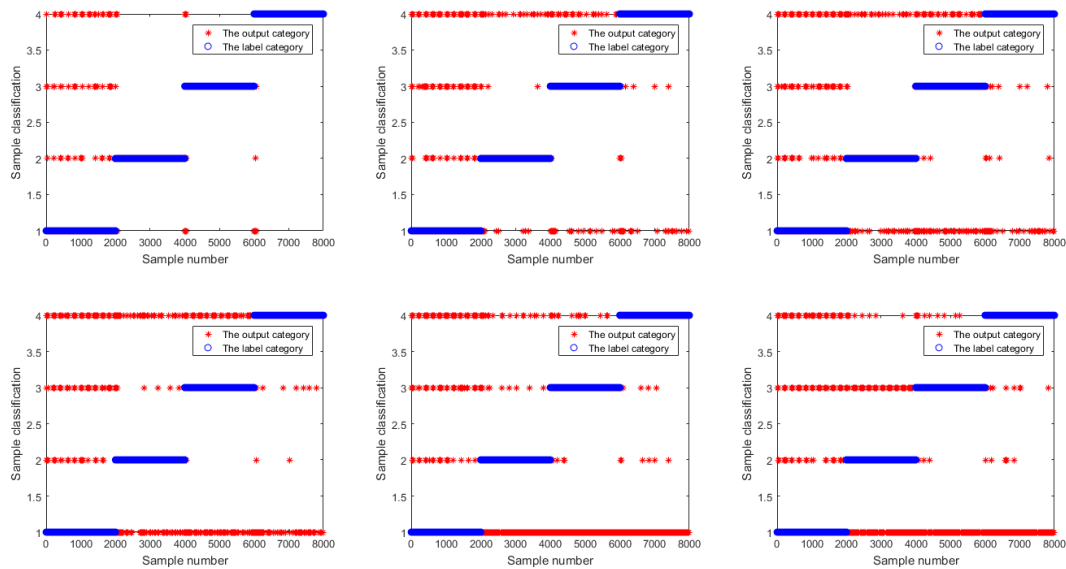 4
3.5
3
2.5
2
1.5
1
Sample classification
The output category
The label category
0 1000 2000 3000 4000 5000 6000 7000 8000
Sample number
4
3.5
3
2.5
2
1.5
1
Sample classification
The output category
The label category
0 1000 2000 3000 4000 5000 6000 7000 8000
Sample number
4
3.5
3
2.5
2
1.5
1
Sample classification
The output category
The label category
0 1000 2000 3000 4000 5000 6000 7000 8000
Sample number
4
3.5
3
2.5
2
1.5
1
Sample classification
The output category
The label category
0 1000 2000 3000 4000 5000 6000 7000 8000
Sample number
4
3.5
3
2.5
2
1.5
1
Sample classification
The output category
The label category
0 1000 2000 3000 4000 5000 6000 7000 8000
Sample number
4
3.5
3
2.5
2
1.5
1
Sample classification
The output category
The label category
0 1000 2000 3000 4000 5000 6000 7000 8000
Sample number